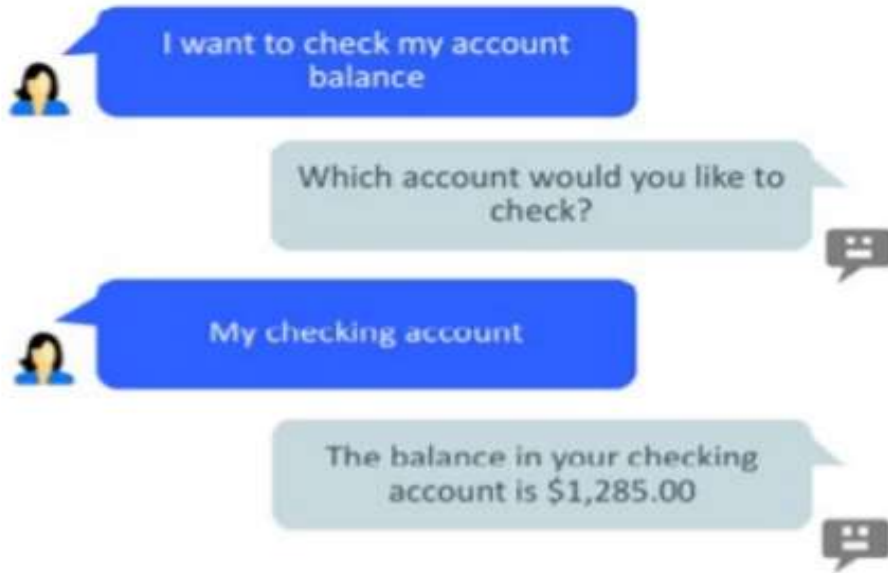 I want to check my account
balance
Which account would you like to
check?
My checking account
The balance in your checking
account is $1,285.00